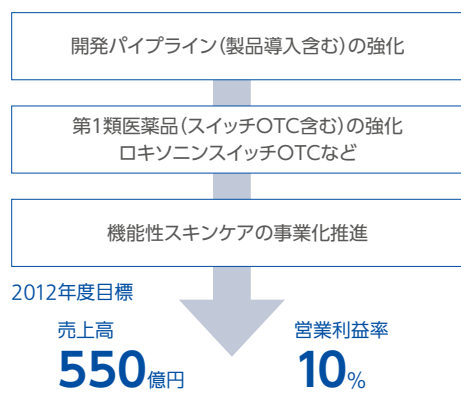 開発パイプライン(製品導入含む)の強化
第1類医薬品(スイッチOTC含む)の強化
ロキソニンスイッチOTCなど
機能性スキンケアの事業化推進
2012年度目標
売上高 営業利益率
550億円 10%